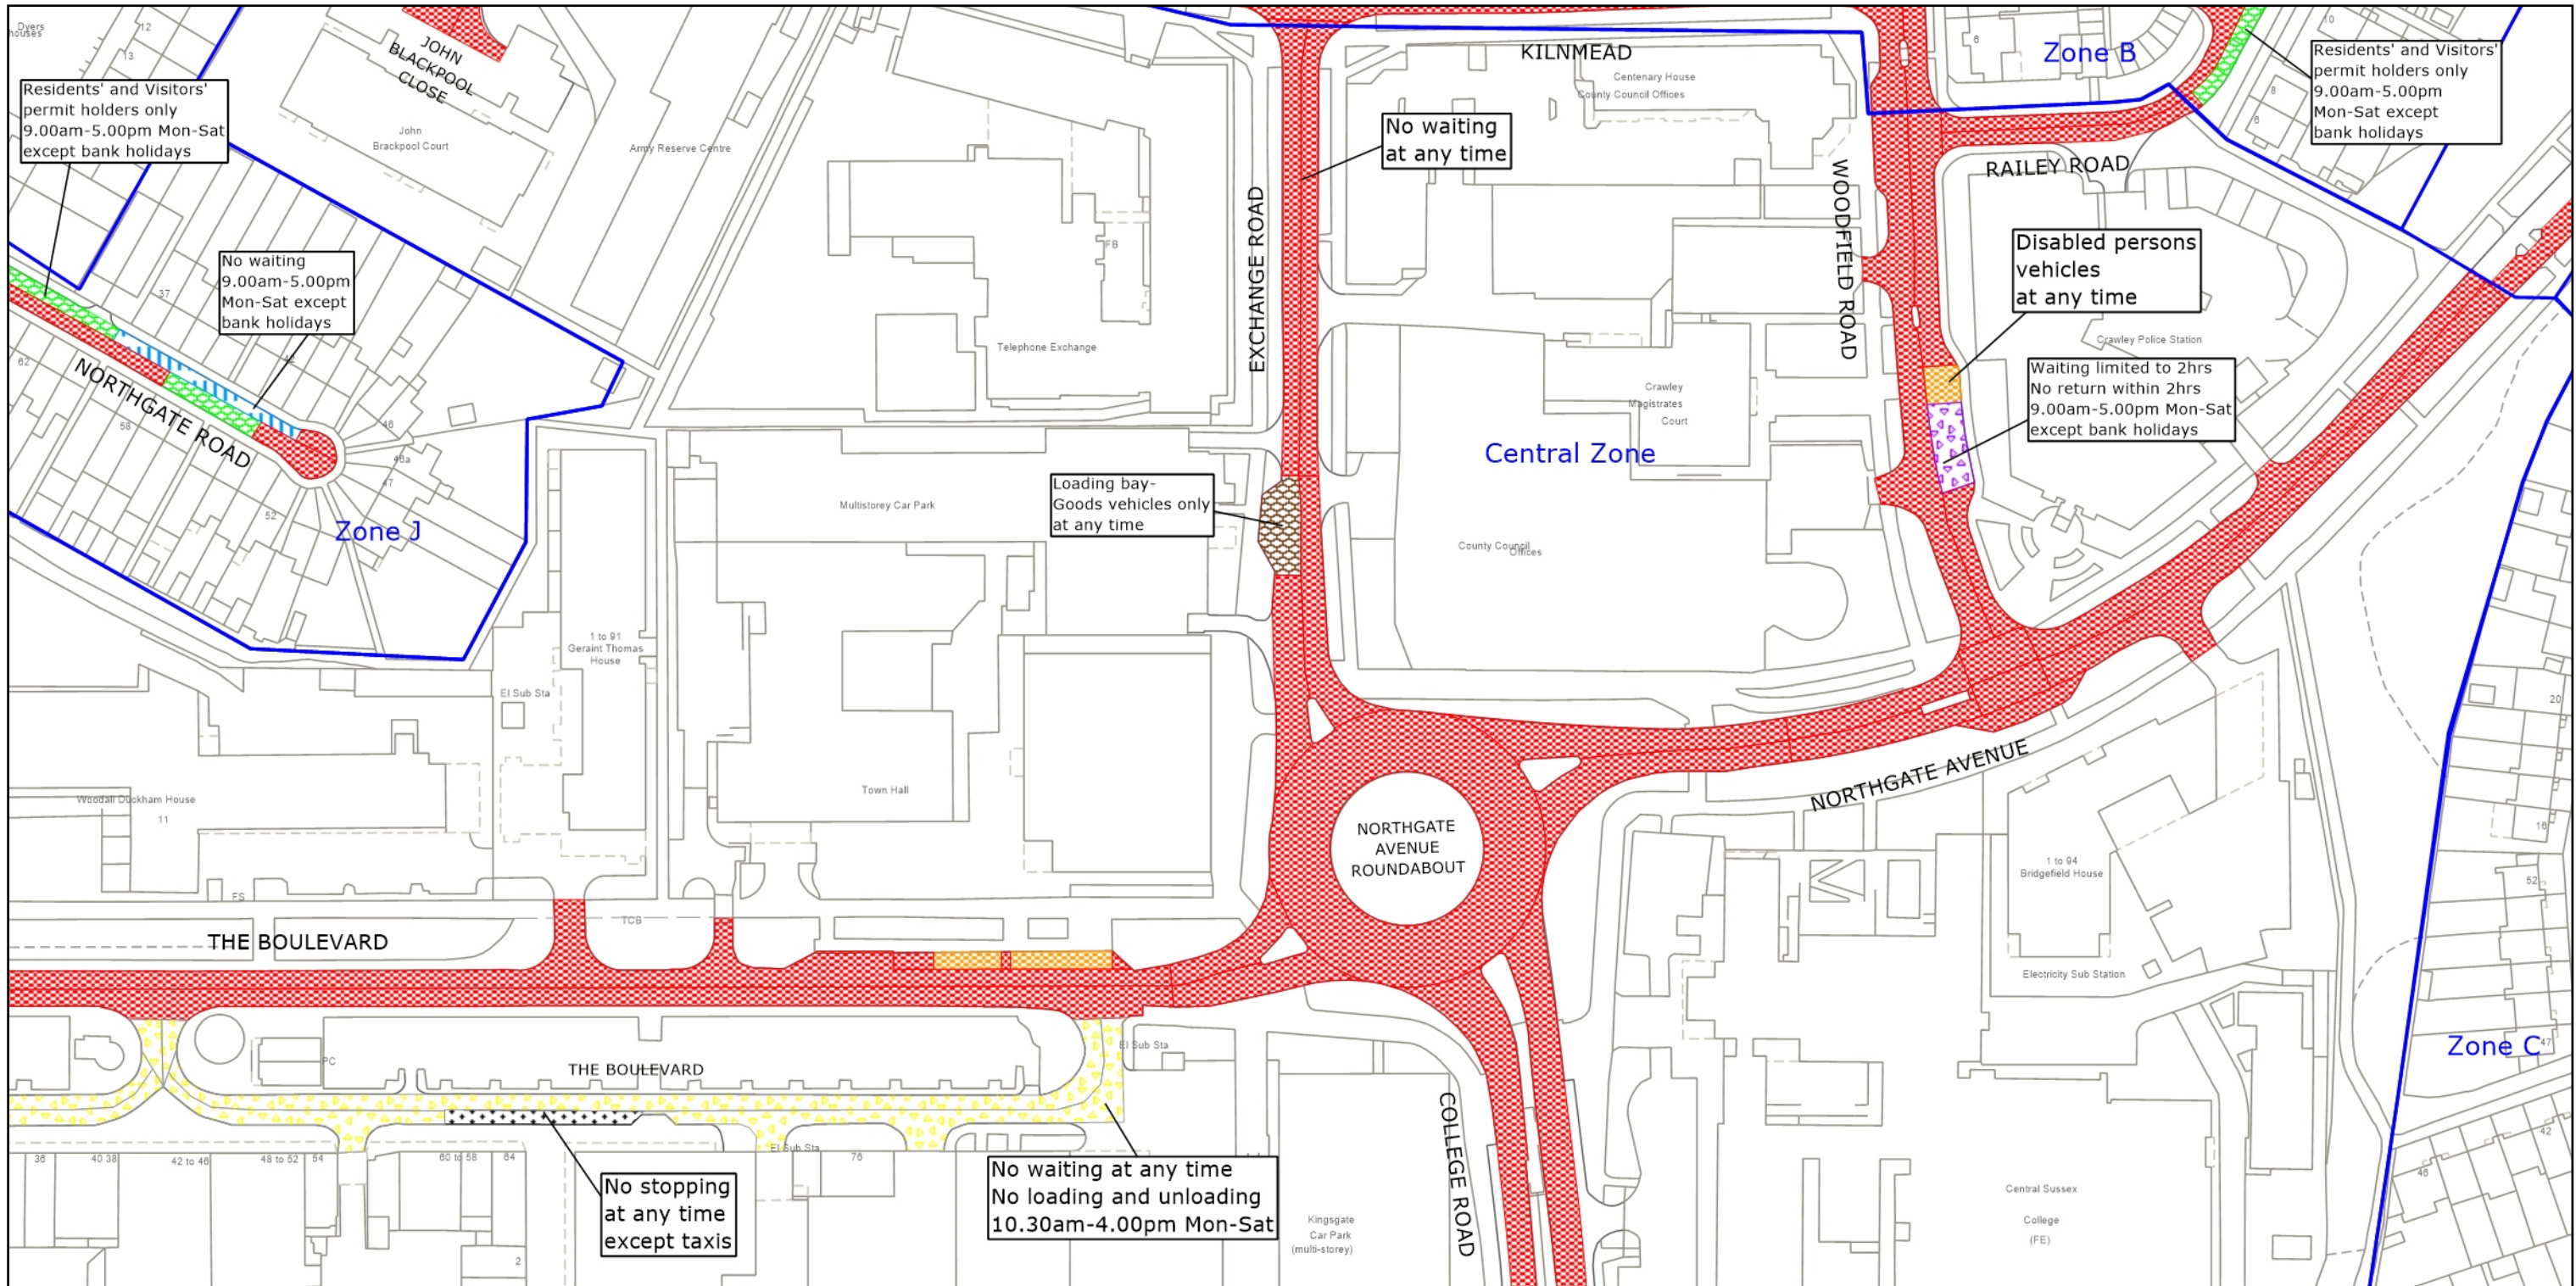 Dyers
houses
12
13
JOHN
BLACKPOOL
CLOSE
John
Brackpool Court
Army Reserve Centre
Residents' and Visitors'
permit holders only
9.00am-5.00pm Mon-Sat
except bank holidays
No waiting
9.00am-5.00pm
Mon-Sat except
bank holidays
37
42
46
46a
47
52
58
62
NORTHGATE ROAD
Zone J
FB
Telephone Exchange
EXCHANGE ROAD
No waiting
at any time
KILNMEAD
Centenary House
County Council Offices
WOODFIELD ROAD
Zone B
6
10
8
6
Residents' and Visitors'
permit holders only
9.00am-5.00pm
Mon-Sat except
bank holidays
RAILEY ROAD
Disabled persons
vehicles
at any time
Crawley Police Station
Waiting limited to 2hrs
No return within 2hrs
9.00am-5.00pm Mon-Sat
except bank holidays
Crawley
Magistrates
Court
Central Zone
County Council
Offices
Loading bay-
Goods vehicles only
at any time
Multistorey Car Park
1 to 91
Geraint Thomas
House
El Sub Sta
Woodall Duckham House
11
Town Hall
NORTHGATE
AVENUE
ROUNDABOUT
NORTHGATE AVENUE
1 to 94
Bridgefield House
Electricity Sub Station
20
16
52
Zone C
47
42
46
FS
TCB
THE BOULEVARD
PC
THE BOULEVARD
El Sub Sta
El Sub Sta
36
40 38
42 to 46
48 to 52
54
60 to 58
64
76
2
No stopping
at any time
except taxis
No waiting at any time
No loading and unloading
10.30am-4.00pm Mon-Sat
Kingsgate
Car Park
(multi-storey)
COLLEGE ROAD
Central Sussex
College
(FE)